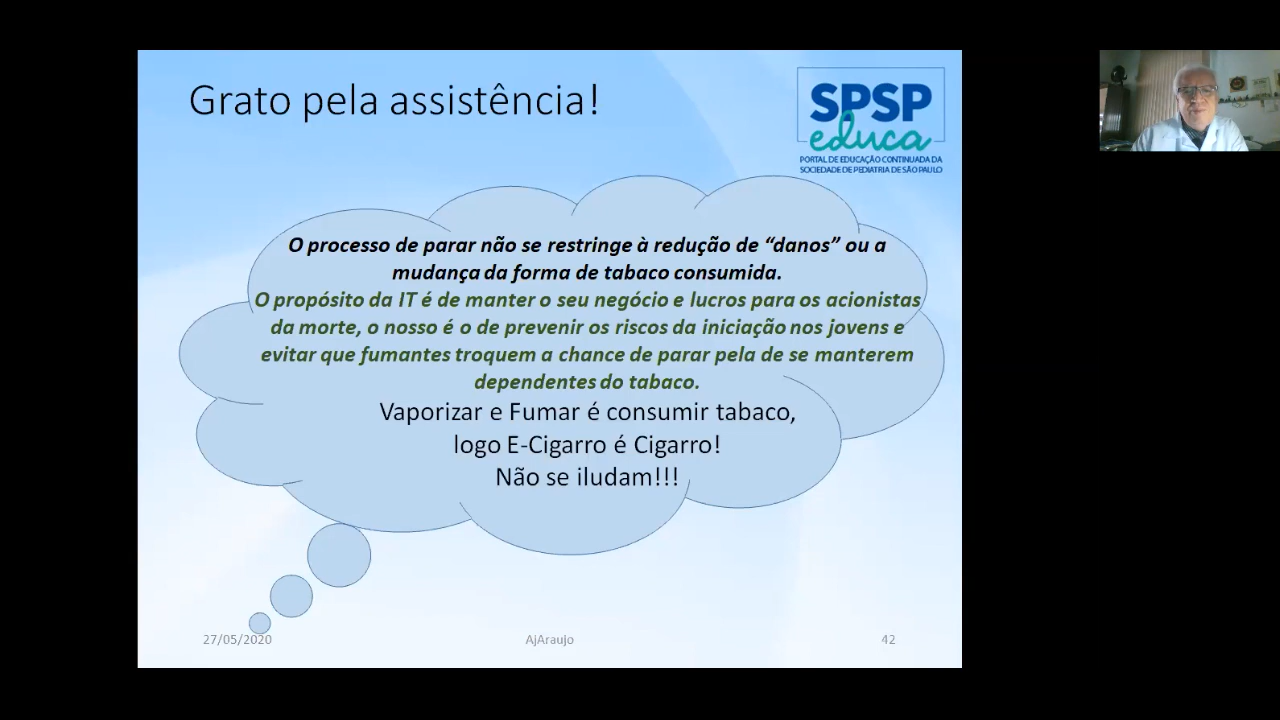 Grato pela assistência!
SPSP
educa
PORTAL DE EDUCAÇÃO CONTINUADA DA
SOCIEDADE DE PEDIATRIA DE SÃO PAULO
O processo de parar não se restringe à redução de “danos” ou a
mudança da forma de tabaco consumida.
O propósito da IT é de manter o seu negócio e lucros para os acionistas
da morte, o nosso é o de prevenir os riscos da iniciação nos jovens e
evitar que fumantes troquem a chance de parar pela de se manterem
dependentes do tabaco.
Vaporizar e Fumar é consumir tabaco,
logo E-Cigarro é Cigarro!
Não se iludam!!!
27/05/2020
AjAraujo
42